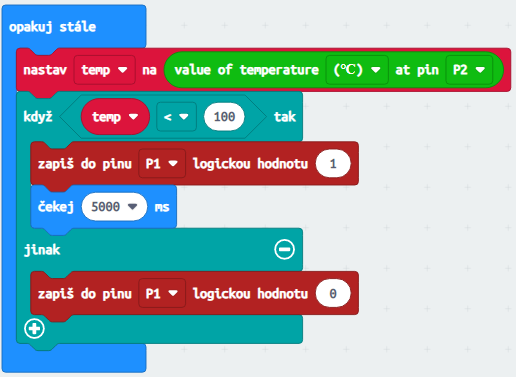 opakuj stále
nastav temp na value of temperature (℃) at pin P2
když temp < 100 tak
zapiš do pinu P1 logickou hodnotu 1
čekej 5000 ms
jinak
zapiš do pinu P1 logickou hodnotu 0